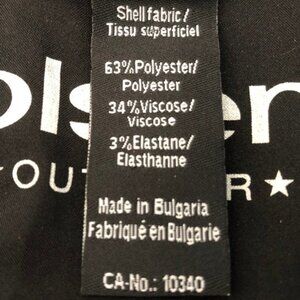 Shell fabric/
Tissu superficiel
63%Polyester/
Polyester
34%Viscose/
Viscose
3%Elastane/
Elasthanne
Made in Bulgaria
Fabriqué en Bulgarie
CA-No.: 10340